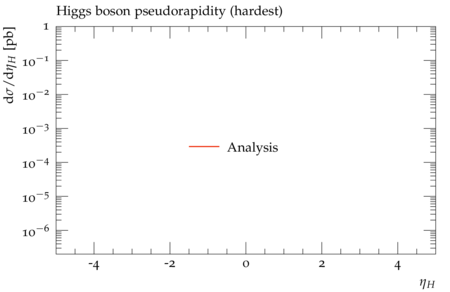 Higgs boson pseudorapidity (hardest)
dσ/dη_H [pb]
1
10⁻¹
10⁻²
10⁻³
10⁻⁴
10⁻⁵
10⁻⁶
Analysis
-4 -2 0 2 4
η_H